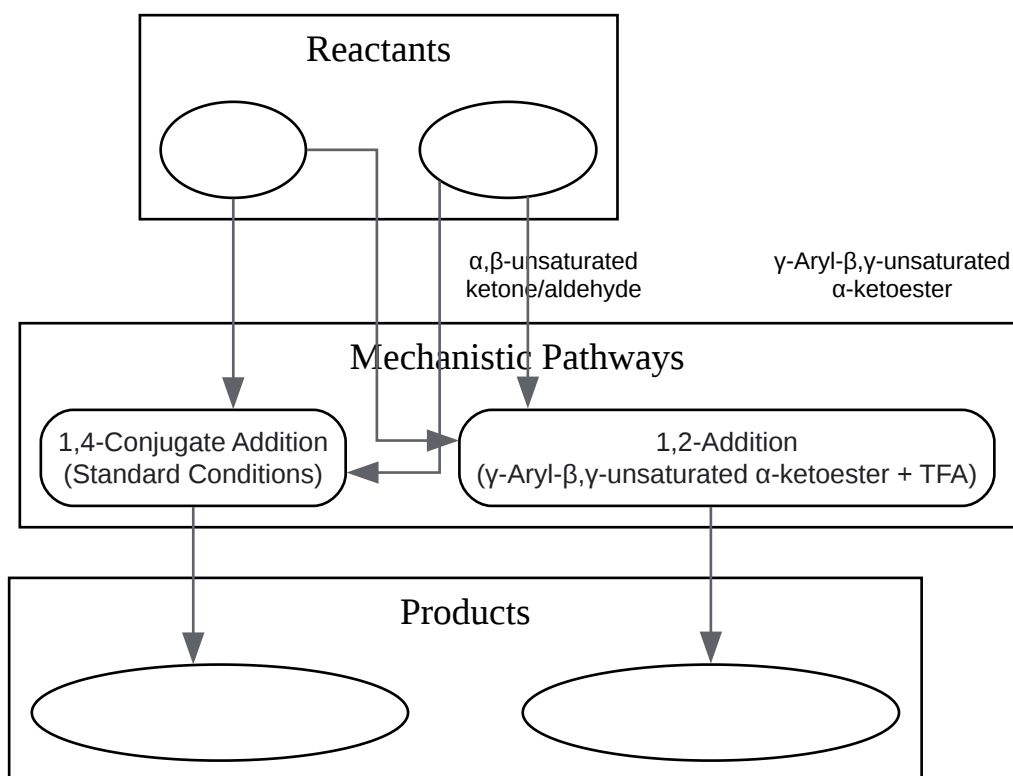 Reactants
α,β-unsaturated
ketone/aldehyde
γ-Aryl-β,γ-unsaturated
α-ketoester
Mechanistic Pathways
1,4-Conjugate Addition
(Standard Conditions)
1,2-Addition
(γ-Aryl-β,γ-unsaturated α-ketoester + TFA)
Products